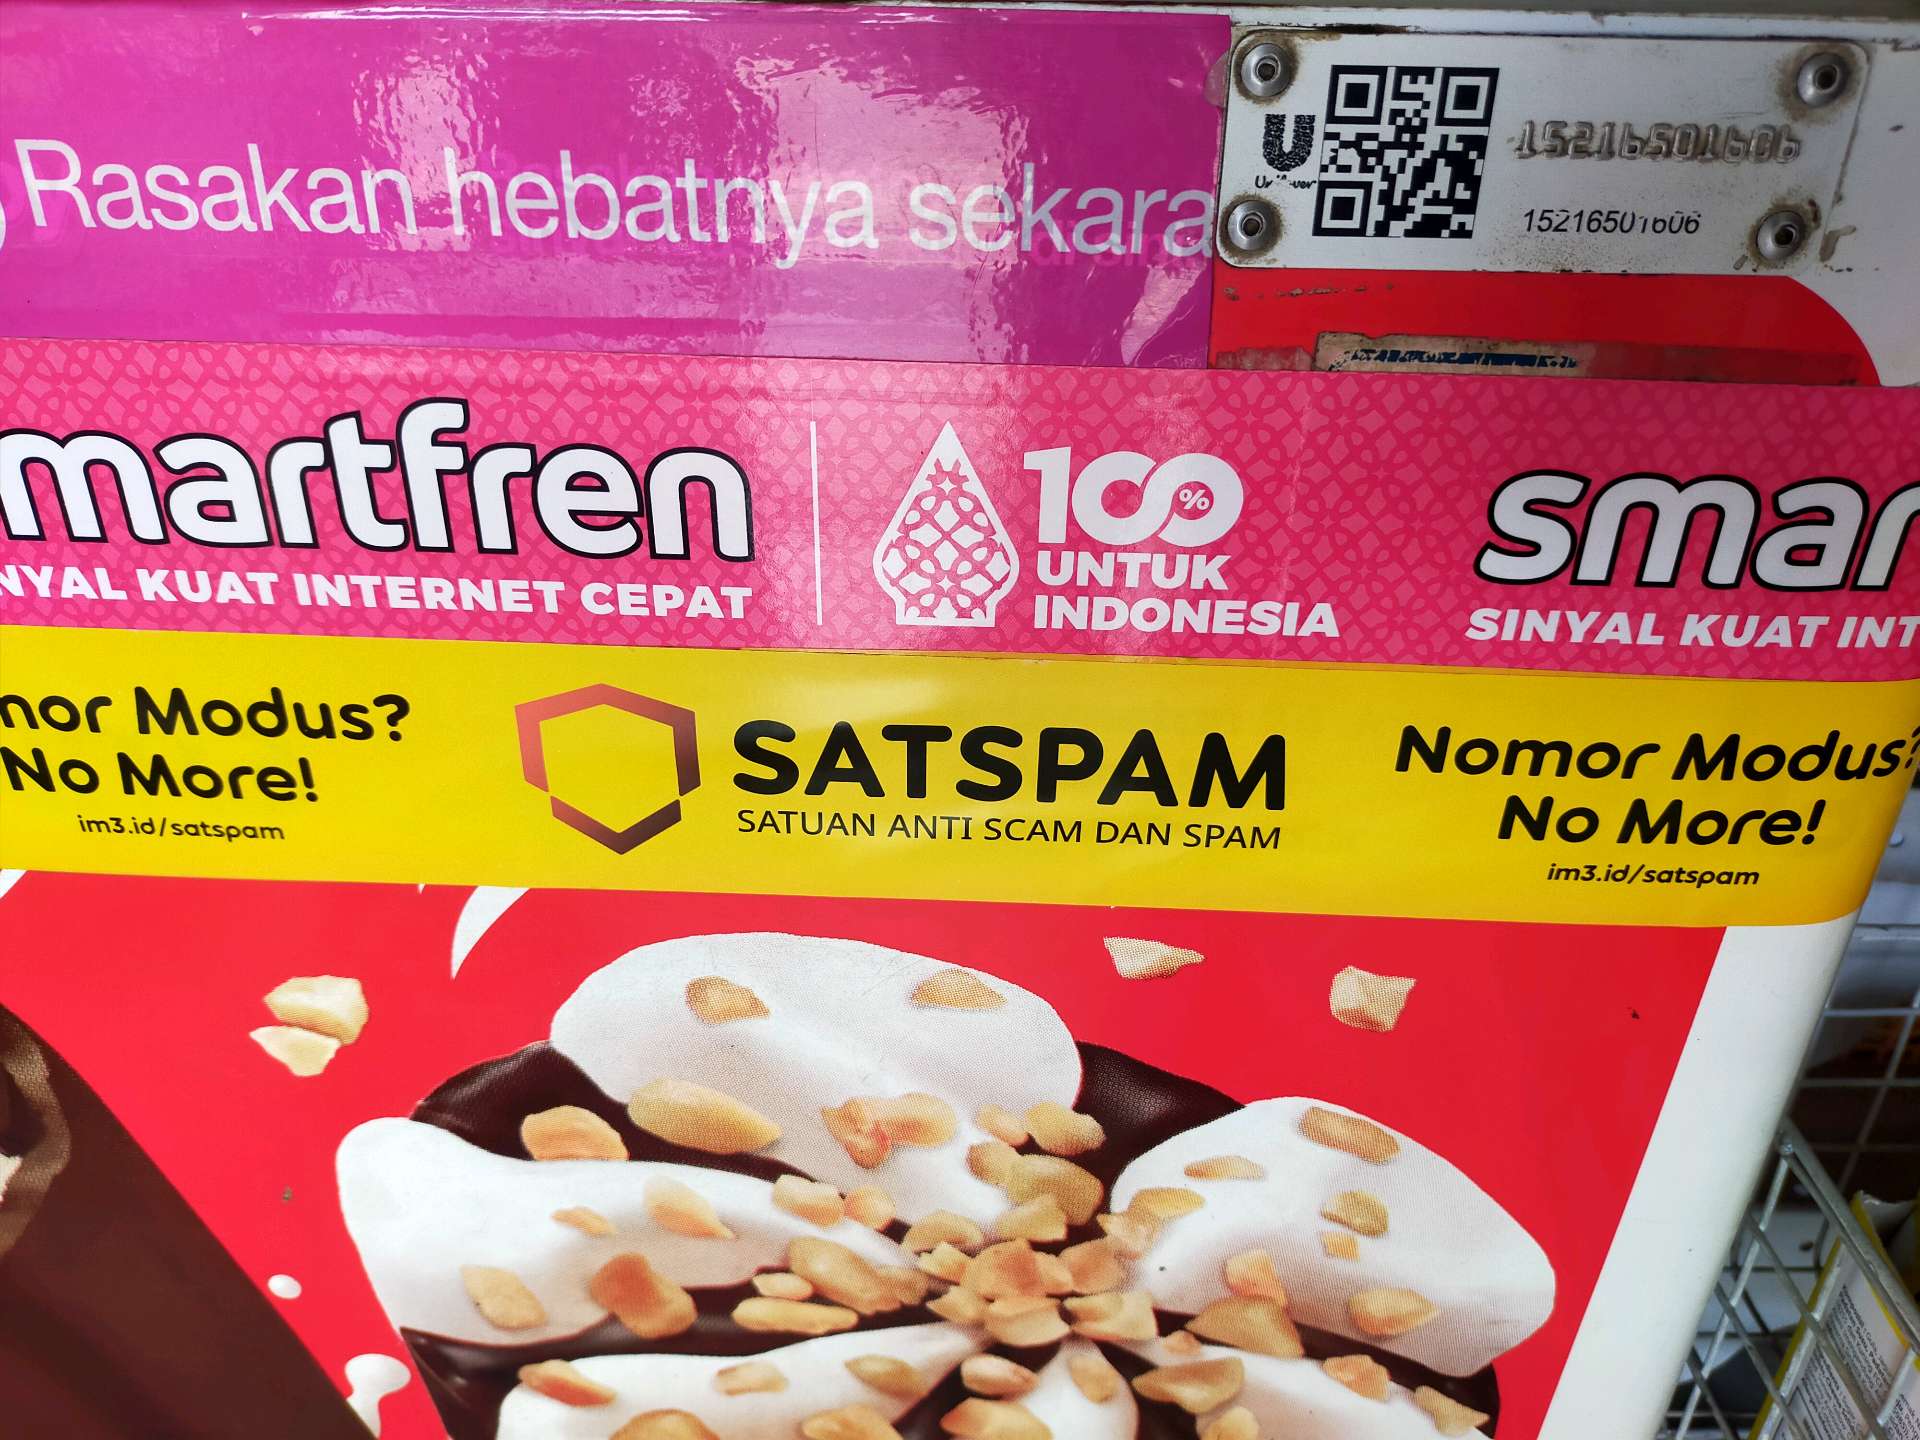 Rasakan hebatnya sekara
U
15216501606
15216501606
martfren
NYAL KUAT INTERNET CEPAT
100%
UNTUK
INDONESIA
smar
SINYAL KUAT INT
mor Modus?
No More!
im3.id/satspam
SATSPAM
SATUAN ANTI SCAM DAN SPAM
Nomor Modus?
No More!
im3.id/satspam